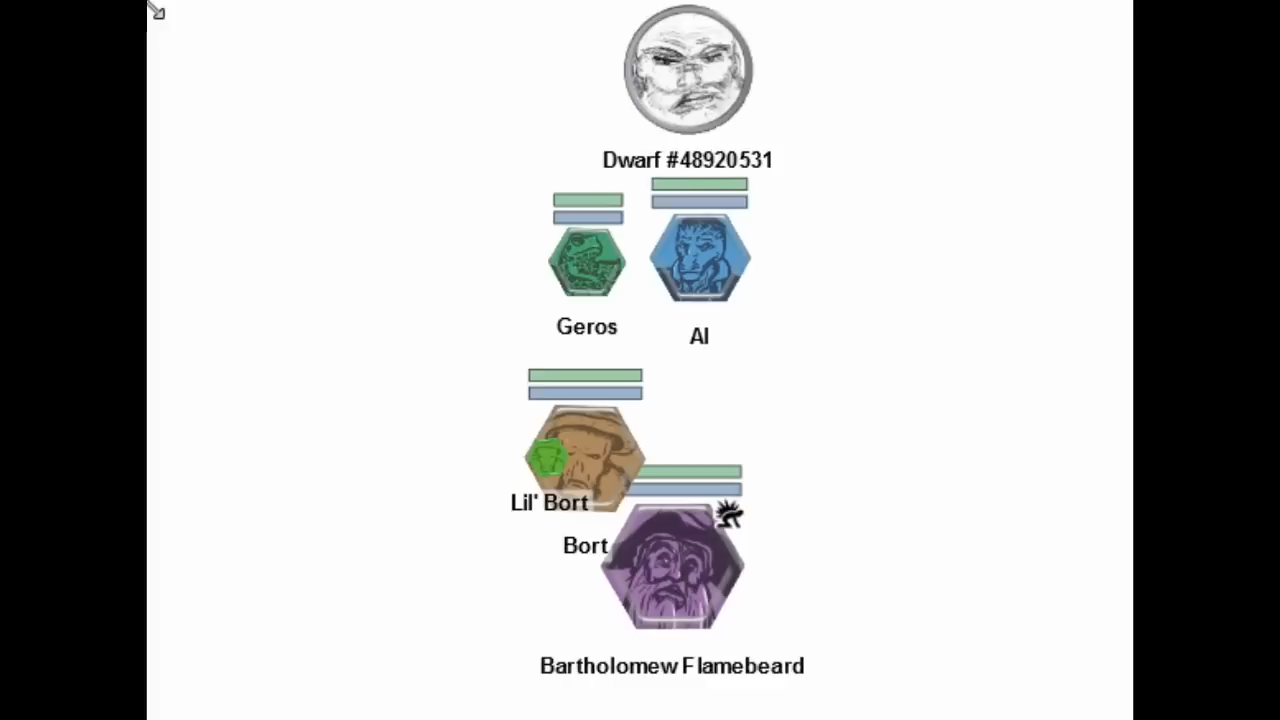 Dwarf #48920531
Geros
Al
Lil' Bort
Bort
Bartholomew Flamebeard